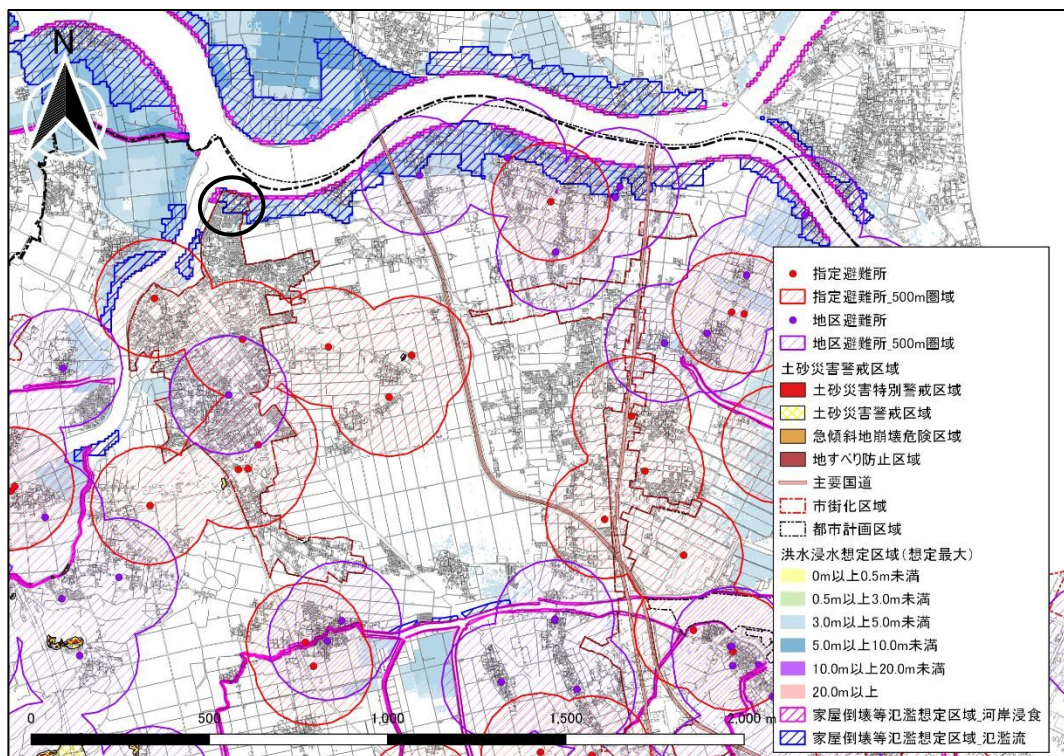 N
指定避難所
指定避難所_500m圏域
地区避難所
地区避難所_500m圏域
土砂災害警戒区域
土砂災害特別警戒区域
土砂災害警戒区域
急傾斜地崩壊危険区域
地すべり防止区域
主要国道
市街化区域
都市計画区域
洪水浸水想定区域(想定最大)
0m以上0.5m未満
0.5m以上3.0m未満
3.0m以上5.0m未満
5.0m以上10.0m未満
10.0m以上20.0m未満
20.0m以上
家屋倒壊等氾濫想定区域_河岸浸食
家屋倒壊等氾濫想定区域_氾濫流
0 500 1,000 1,500 2,000 m